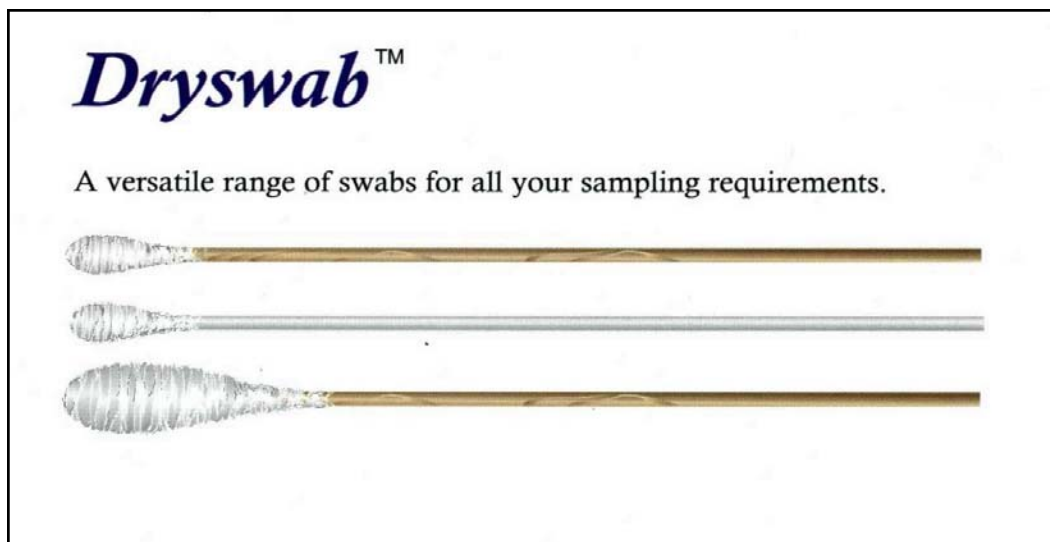 Dryswab™
A versatile range of swabs for all your sampling requirements.